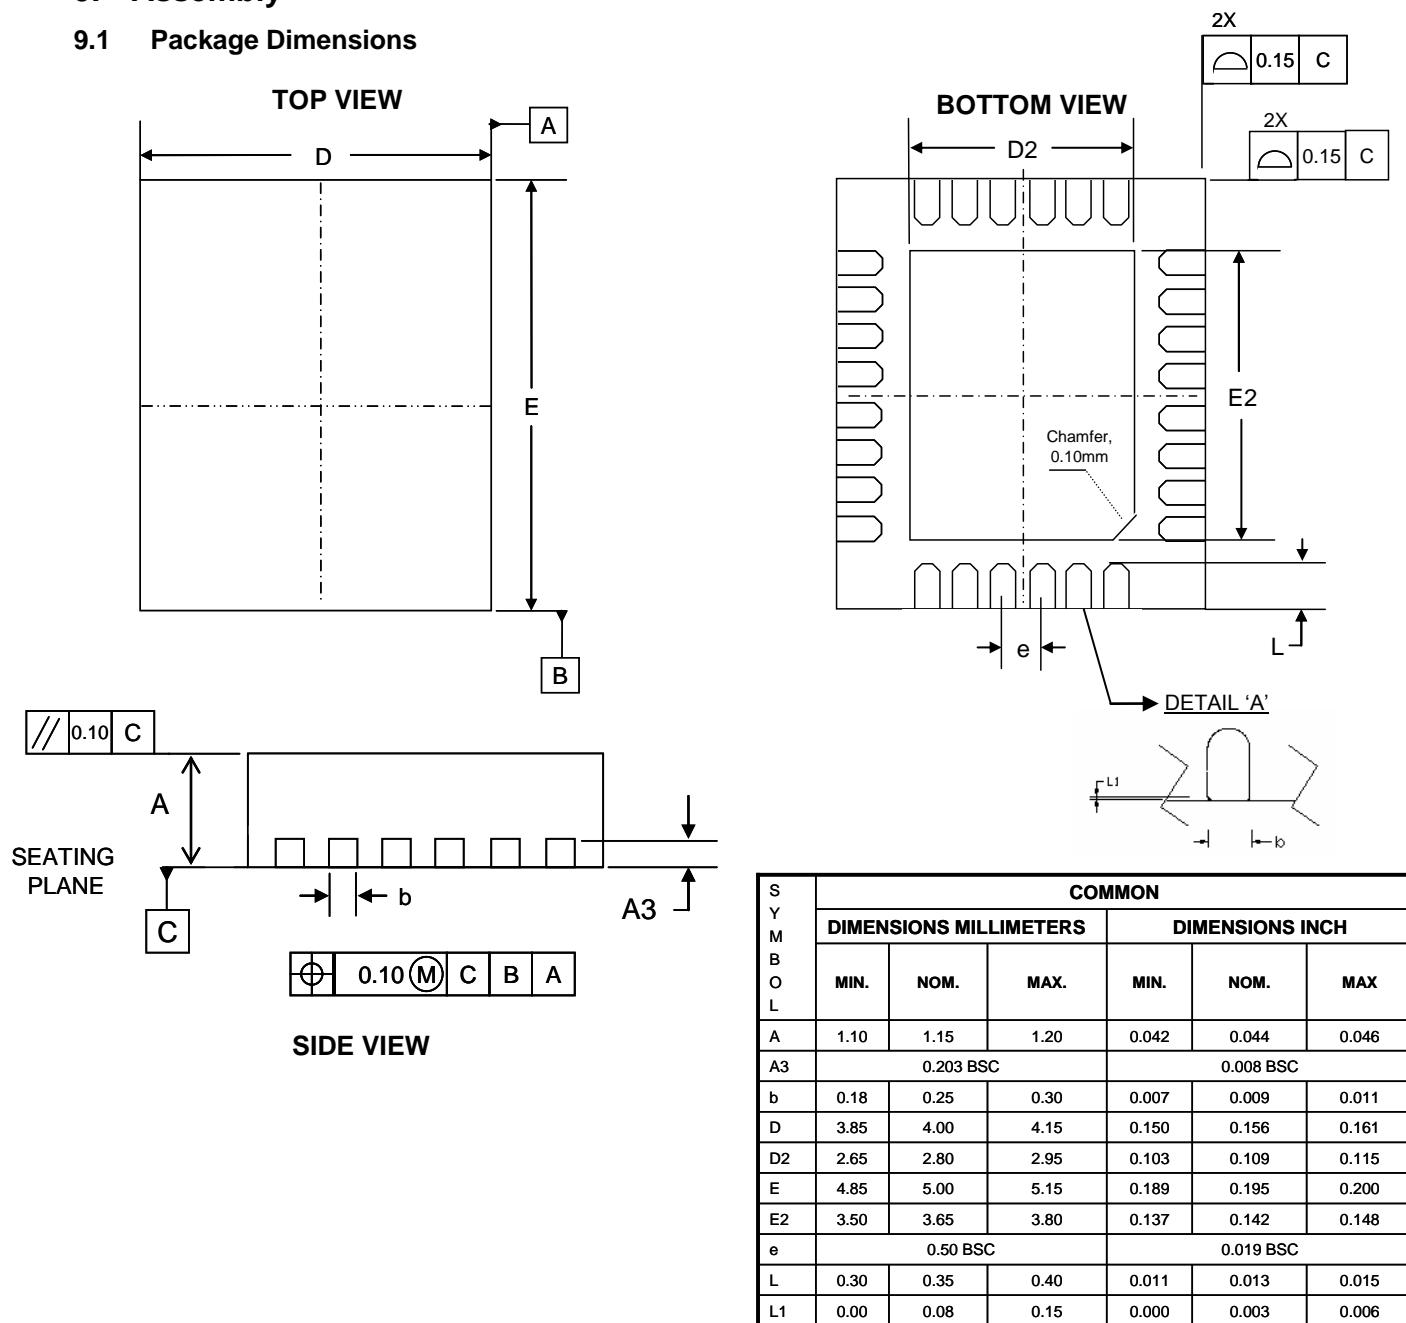 9.1 Package Dimensions
TOP VIEW
A
D
E
B
2X
0.15 C
BOTTOM VIEW
2X
0.15 C
D2
E2
Chamfer,
0.10mm
e
L
DETAIL ‘A’
L1
b
// 0.10 C
A
SEATING
PLANE
C
b
A3
0.10 M C B A
SIDE VIEW
SYMBOL COMMON
DIMENSIONS MILLIMETERS DIMENSIONS INCH
MIN. NOM. MAX. MIN. NOM. MAX
A 1.10 1.15 1.20 0.042 0.044 0.046
A3 0.203 BSC 0.008 BSC
b 0.18 0.25 0.30 0.007 0.009 0.011
D 3.85 4.00 4.15 0.150 0.156 0.161
D2 2.65 2.80 2.95 0.103 0.109 0.115
E 4.85 5.00 5.15 0.189 0.195 0.200
E2 3.50 3.65 3.80 0.137 0.142 0.148
e 0.50 BSC 0.019 BSC
L 0.30 0.35 0.40 0.011 0.013 0.015
L1 0.00 0.08 0.15 0.000 0.003 0.006